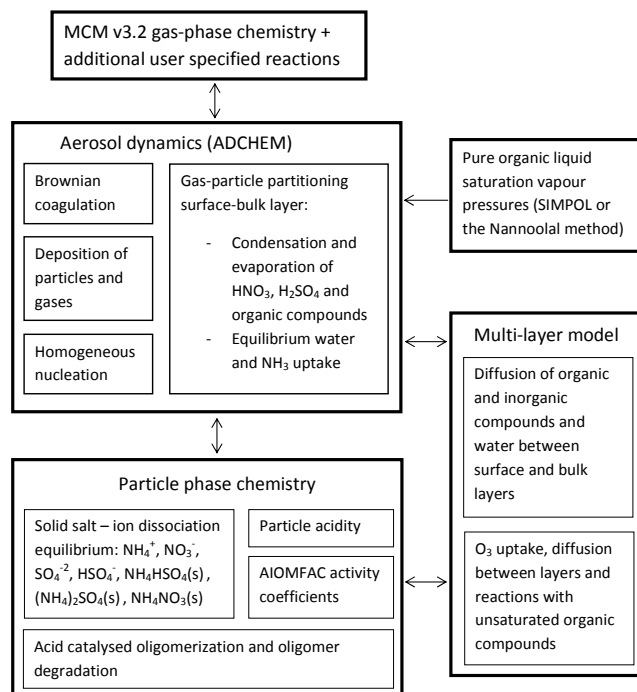 MCM v3.2 gas-phase chemistry +
additional user specified reactions
Aerosol dynamics (ADCHEM)
Brownian
coagulation
Deposition of
particles and
gases
Homogeneous
nucleation
Gas-particle partitioning
surface-bulk layer:
- Condensation and
evaporation of
HNO₃, H₂SO₄ and
organic compounds
- Equilibrium water
and NH₃ uptake
Pure organic liquid
saturation vapour
pressures (SIMPOL or
the Nannoolal method)
Multi-layer model
Diffusion of organic
and inorganic
compounds and
water between
surface and bulk
layers
O₃ uptake, diffusion
between layers and
reactions with
unsaturated organic
compounds
Particle phase chemistry
Solid salt – ion dissociation
equilibrium: NH₄⁺, NO₃⁻,
SO₄⁻², HSO₄⁻, NH₄HSO₄(s) ,
(NH₄)₂SO₄(s) , NH₄NO₃(s)
Particle acidity
AIOMFAC activity
coefficients
Acid catalysed oligomerization and oligomer
degradation